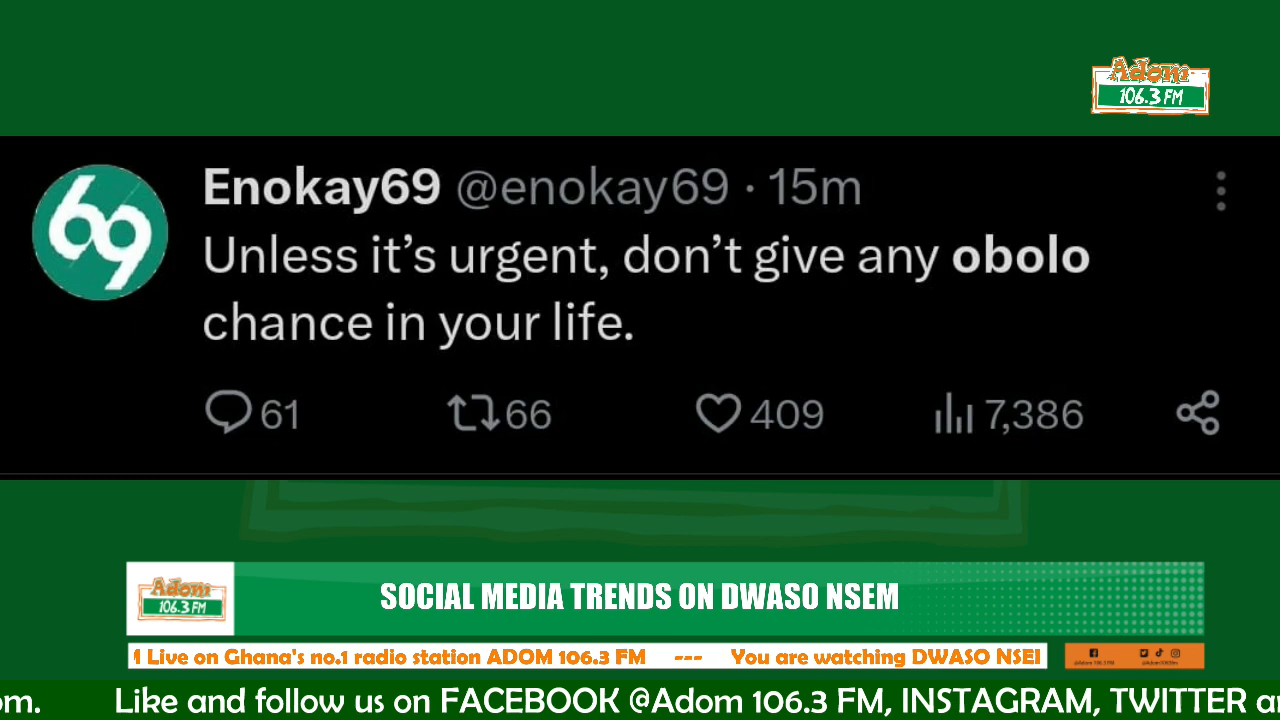 Adom
106.3 FM
69
Enokay69 @enokay69 · 15m
Unless it’s urgent, don’t give any obolo
chance in your life.
61 66 409 7,386
Adom
106.3 FM
SOCIAL MEDIA TRENDS ON DWASO NSEM
Live on Ghana's no.1 radio station ADOM 106.3 FM --- You are watching DWASO NSE
om. Like and follow us on FACEBOOK @Adom 106.3 FM, INSTAGRAM, TWITTER a